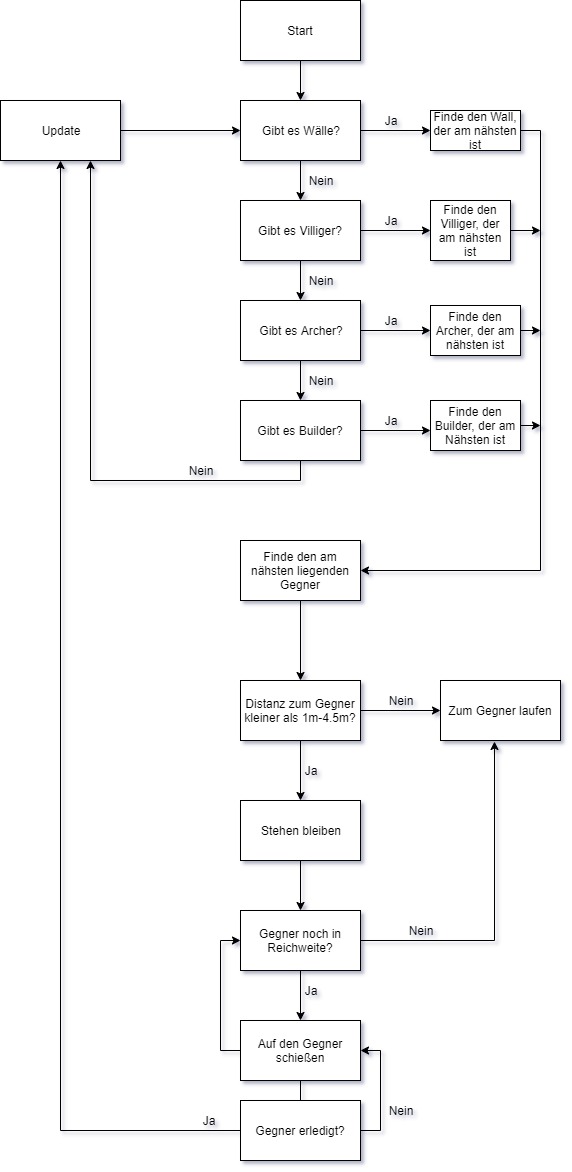 Start
Update
Gibt es Wälle?
Ja
Finde den Wall,
der am nähsten
ist
Nein
Gibt es Villiger?
Ja
Finde den
Villiger, der
am nähsten
ist
Nein
Gibt es Archer?
Ja
Finde den
Archer, der am
nähsten ist
Nein
Gibt es Builder?
Ja
Finde den
Builder, der am
Nähsten ist
Nein
Finde den am
nähsten liegenden
Gegner
Distanz zum Gegner
kleiner als 1m-4.5m?
Nein
Zum Gegner laufen
Ja
Stehen bleiben
Gegner noch in
Reichweite?
Nein
Ja
Auf den Gegner
schießen
Nein
Ja
Gegner erledigt?